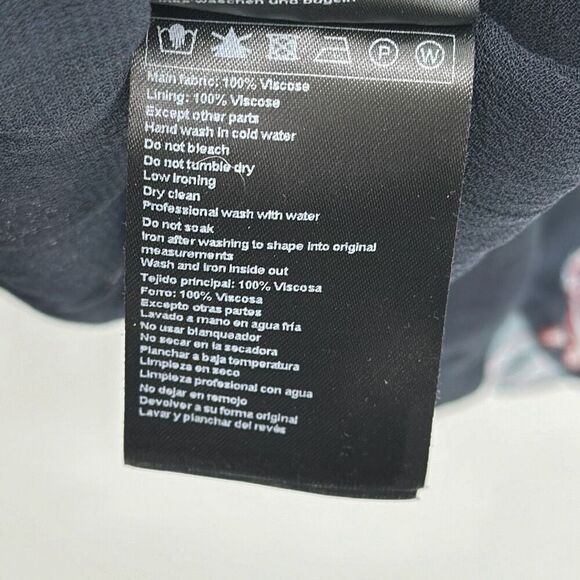 waschen und bügeln
P W
Main fabric: 100% Viscose
Lining: 100% Viscose
Except other parts
Hand wash in cold water
Do not bleach
Do not tumble dry
Low ironing
Dry clean
Professional wash with water
Do not soak
Iron after washing to shape into original
measurements
Wash and iron inside out
Tejido principal: 100% Viscosa
Forro: 100% Viscosa
Excepto otras partes
Lavado a mano en agua fría
No usar blanqueador
No secar en la secadora
Planchar a baja temperatura
Limpieza en seco
Limpieza profesional con agua
No dejar en remojo
Devolver a su forma original
Lavar y planchar del revés